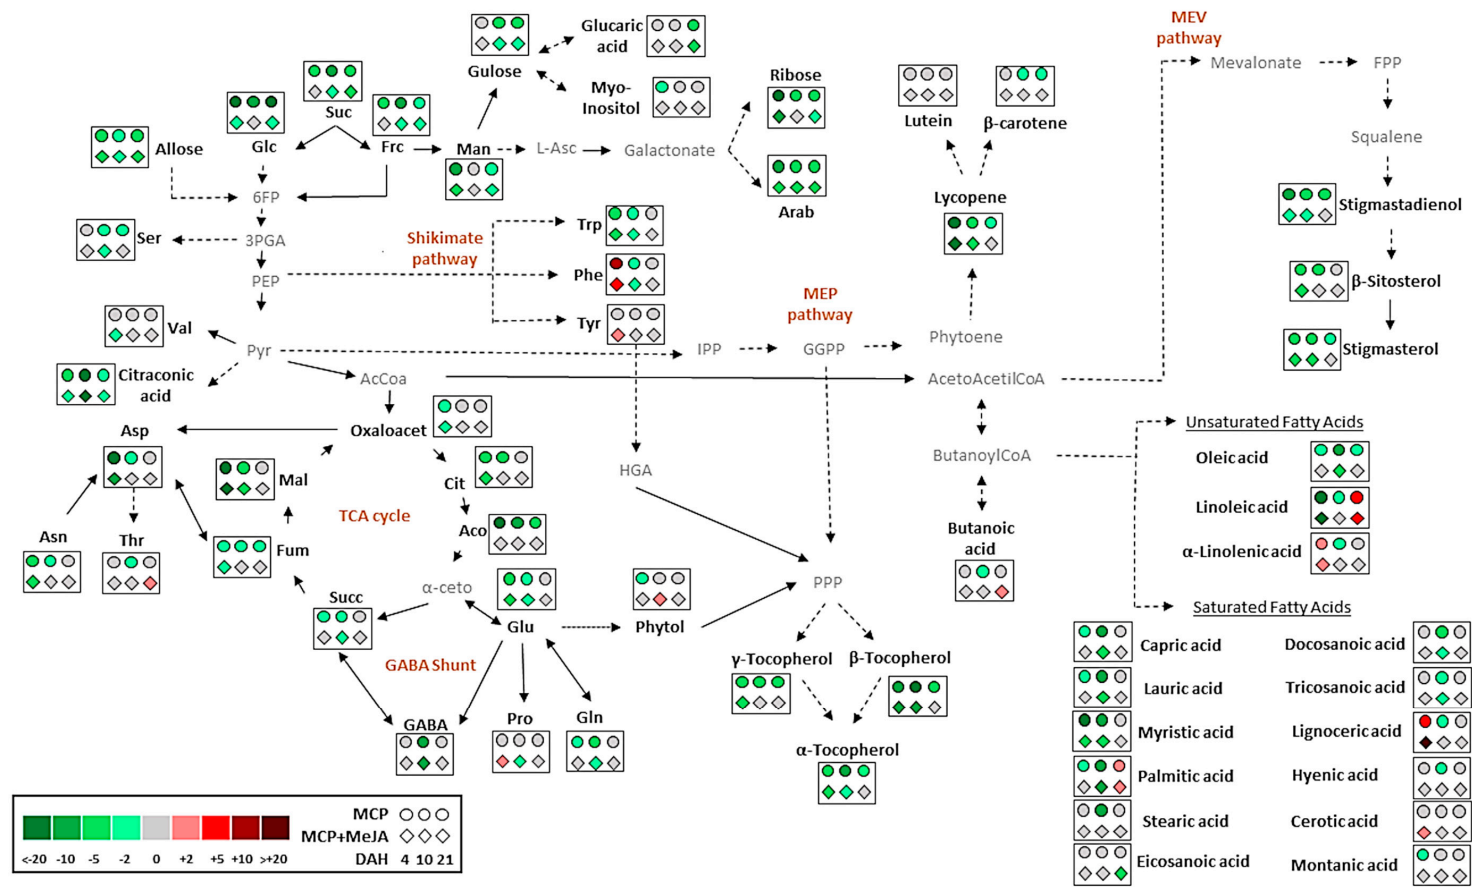 MEV
pathway
Glucaric
acid
Gulose
Mevalonate
FPP
Myo-
Inositol
Ribose
Suc
Lutein
β-carotene
Squalene
Allose
Glc
Frc
Man
L-Asc
Galactonate
6FP
Lycopene
Stigmastadienol
Arab
Trp
Ser
3PGA
Shikimate
pathway
Phe
PEP
β-Sitosterol
MEP
pathway
Tyr
Val
Pyr
IPP
GGPP
Phytoene
Stigmasterol
Citraconic
acid
AcCoa
AcetoAcetilCoA
Unsaturated Fatty Acids
Asp
Oxaloacet
HGA
ButanoylCoA
Oleic acid
Mal
Cit
Linoleic acid
TCA cycle
Aco
Butanoic
acid
Asn
Thr
Fum
α-Linolenic acid
α-ceto
PPP
Succ
Glu
Phytol
Saturated Fatty Acids
GABA Shunt
γ-Tocopherol
β-Tocopherol
Capric acid
Docosanoic acid
Lauric acid
Tricosanoic acid
GABA
Pro
Gln
Myristic acid
Lignoceric acid
α-Tocopherol
Palmitic acid
Hyenic acid
MCP
Stearic acid
Cerotic acid
MCP+MeJA
<-20 -10 -5 -2 0 +2 +5 +10 >+20
DAH 4 10 21
Eicosanoic acid
Montanic acid